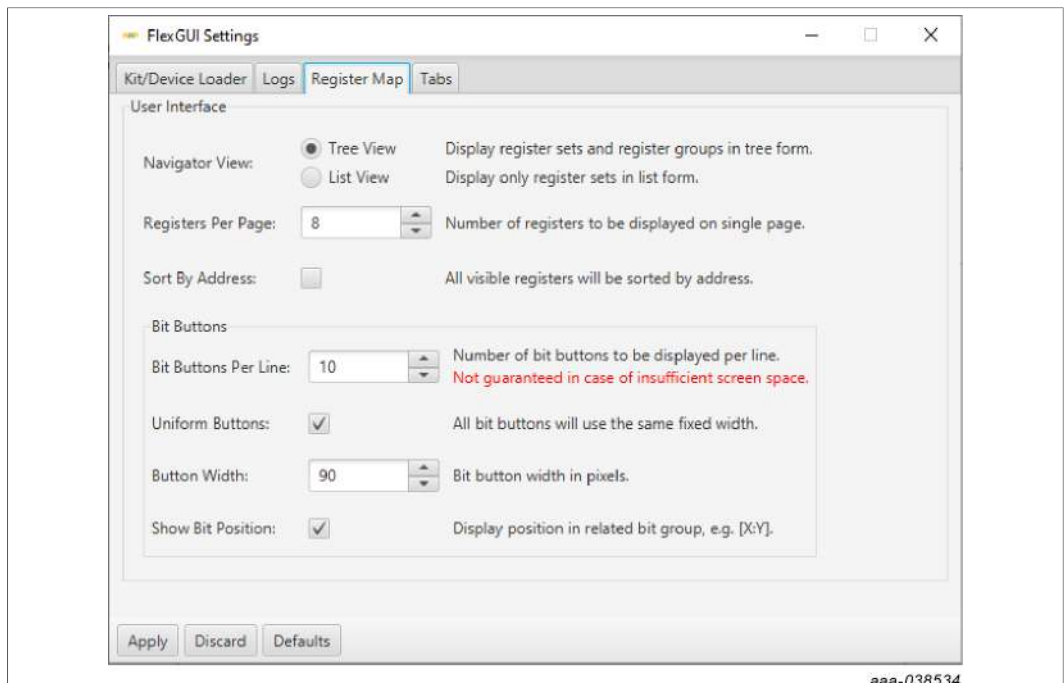 FlexGUI Settings
Kit/Device Loader Logs Register Map Tabs
User Interface
Navigator View:
Tree View Display register sets and register groups in tree form.
List View Display only register sets in list form.
Registers Per Page: 8 Number of registers to be displayed on single page.
Sort By Address: All visible registers will be sorted by address.
Bit Buttons
Bit Buttons Per Line: 10 Number of bit buttons to be displayed per line.
Not guaranteed in case of insufficient screen space.
Uniform Buttons: All bit buttons will use the same fixed width.
Button Width: 90 Bit button width in pixels.
Show Bit Position: Display position in related bit group, e.g. [X:Y].
Apply Discard Defaults
aaa-038534